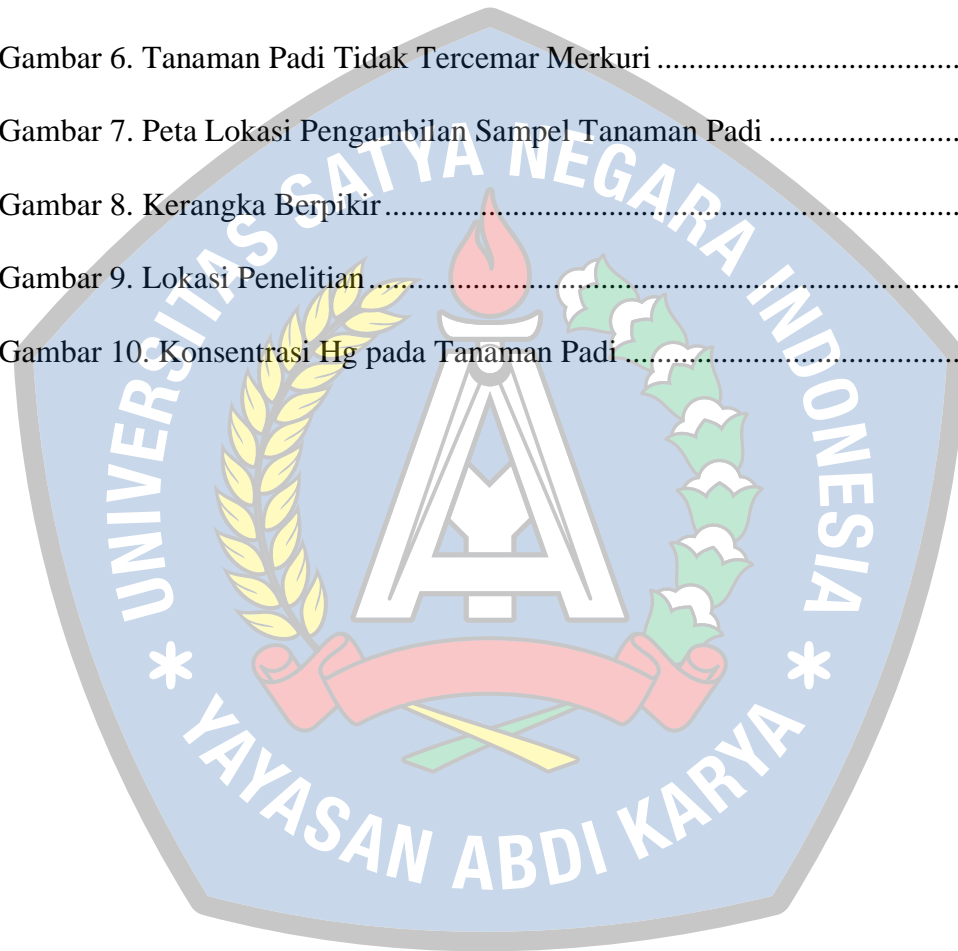 Gambar 6. Tanaman Padi Tidak Tercemar Merkuri ......................................
Gambar 7. Peta Lokasi Pengambilan Sampel Tanaman Padi ........................
Gambar 8. Kerangka Berpikir.........................................................................
Gambar 9. Lokasi Penelitian...........................................................................
Gambar 10. Konsentrasi Hg pada Tanaman Padi ..........................................
UNIVERSITAS SATYA NEGARA INDONESIA
* YAYASAN ABDI KARYA *